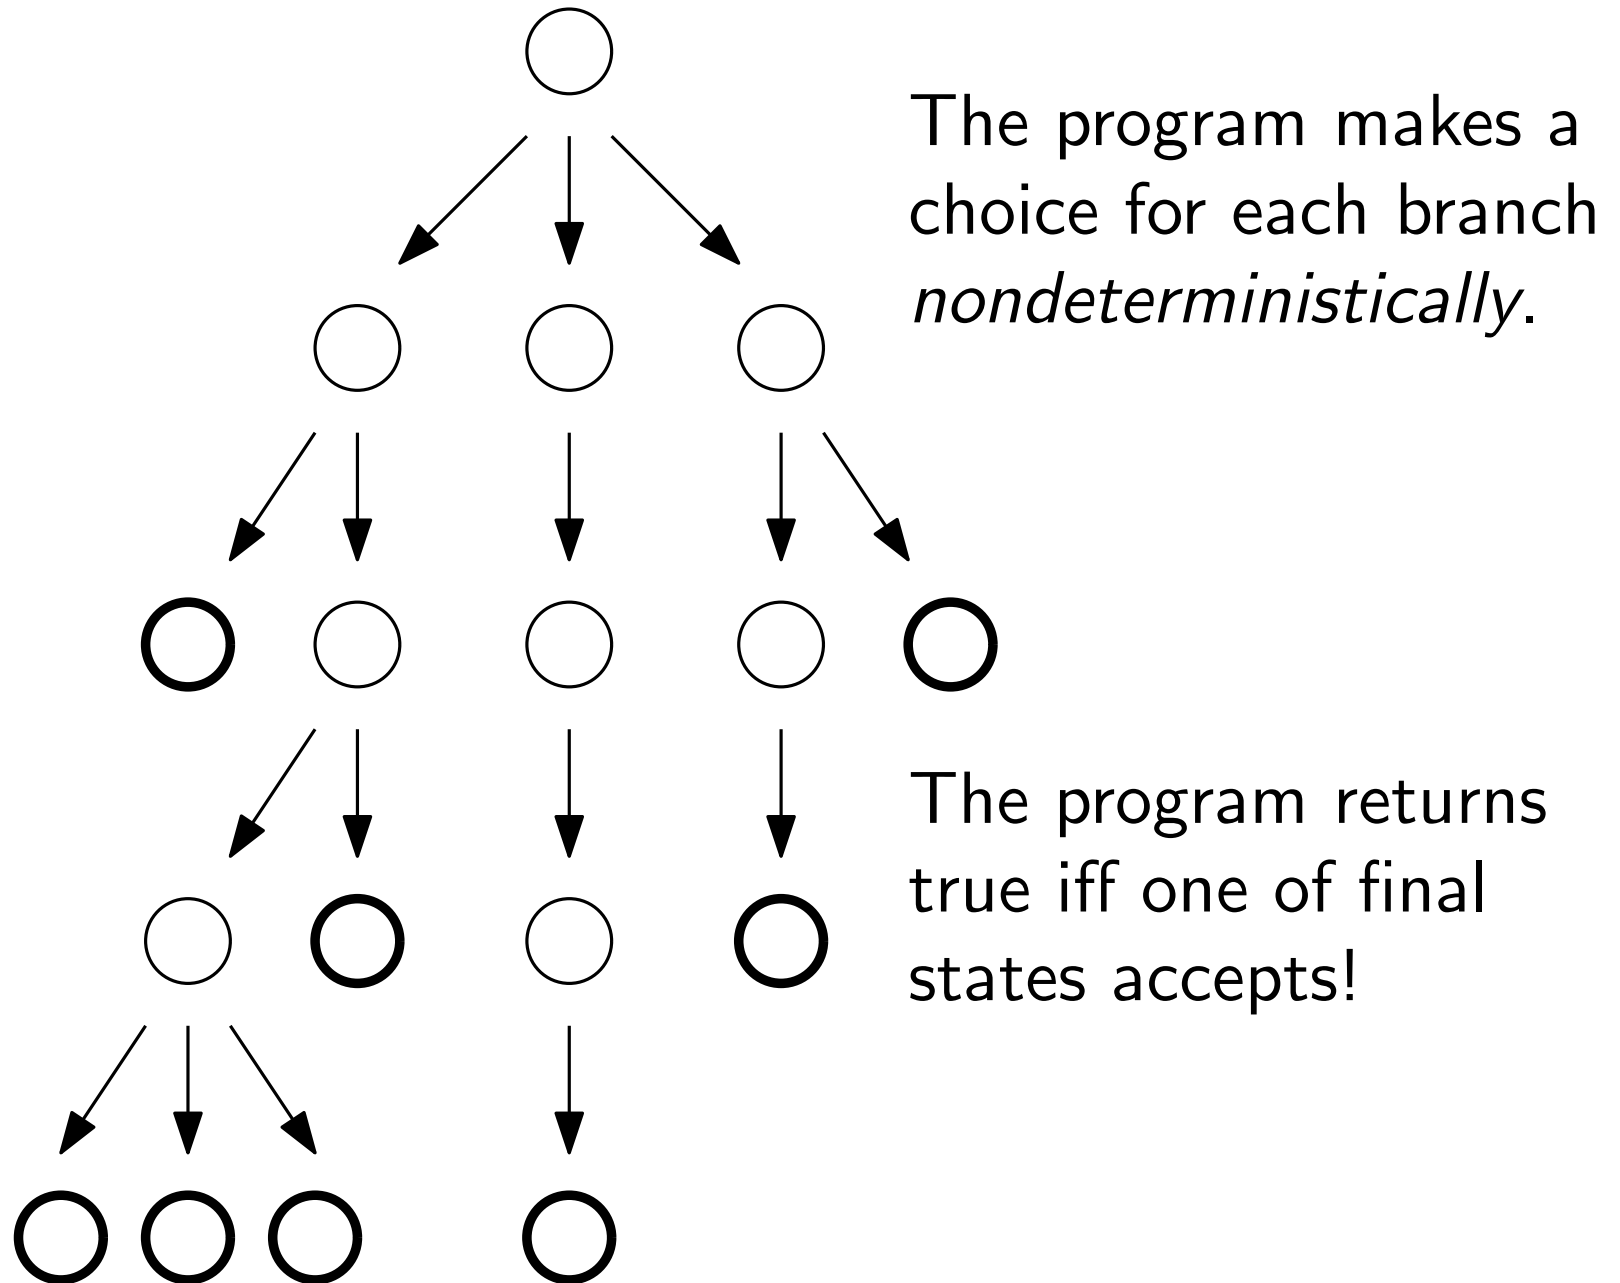 The program makes a
choice for each branch
nondeterministically.
The program returns
true iff one of final
states accepts!